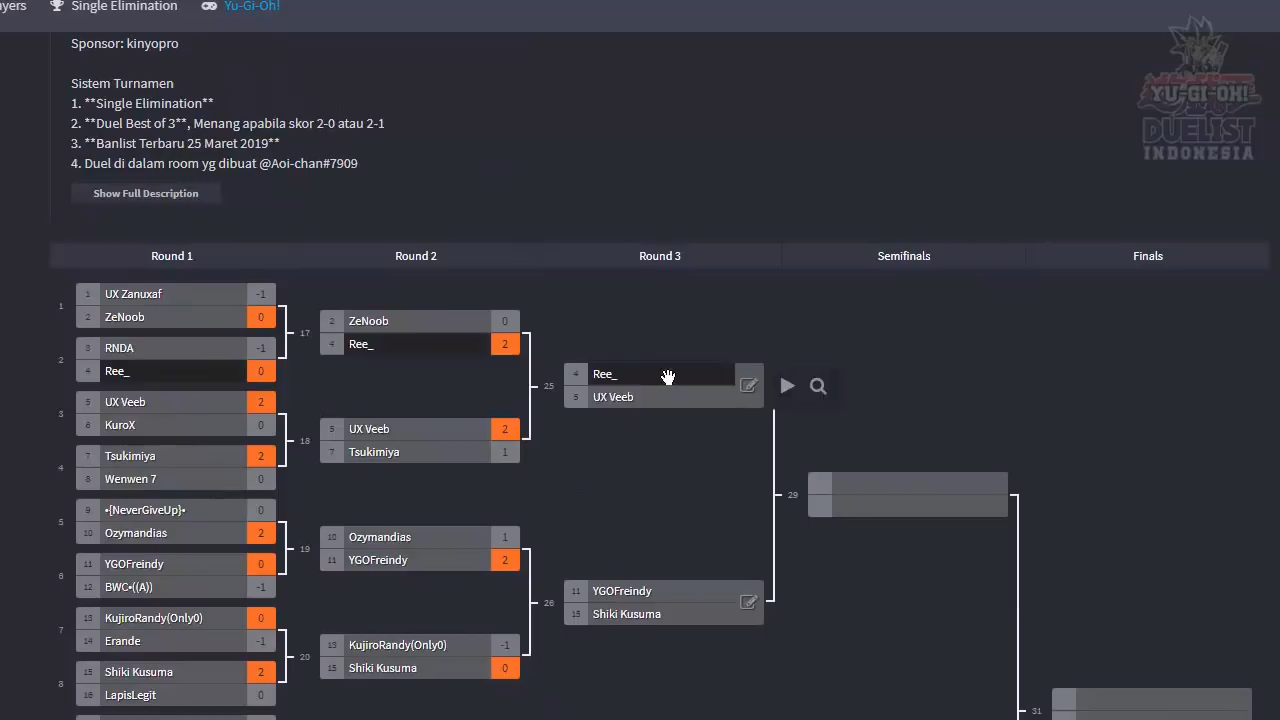 yers Single Elimination Yu-Gi-Oh!
Sponsor: kinyopro
YU-GI-OH!
DUELIST
INDONESIA
Sistem Turnamen
1. **Single Elimination**
2. **Duel Best of 3**, Menang apabila skor 2-0 atau 2-1
3. **Banlist Terbaru 25 Maret 2019**
4. Duel di dalam room yg dibuat @Aoi-chan#7909
Show Full Description
Round 1 Round 2 Round 3 Semifinals Finals
1
1 UX Zanuxaf -1
2 ZeNoob 0
2
3 RNDA -1
4 Ree_ 0
3
5 UX Veeb 2
6 KuroX 0
4
7 Tsukimiya 2
8 Wenwen 7 0
5
9 •{NeverGiveUp}• 0
10 Ozymandias 2
6
11 YGOFreindy 0
12 BWC•((A)) -1
7
13 KujiroRandy(Only0) 0
14 Erande -1
8
15 Shiki Kusuma 2
16 LapisLegit 0
17
2 ZeNoob 0
4 Ree_ 2
18
5 UX Veeb 2
7 Tsukimiya 1
19
10 Ozymandias 1
11 YGOFreindy 2
20
13 KujiroRandy(Only0) -1
15 Shiki Kusuma 0
25
4 Ree_
5 UX Veeb
26
11 YGOFreindy
15 Shiki Kusuma
29
31